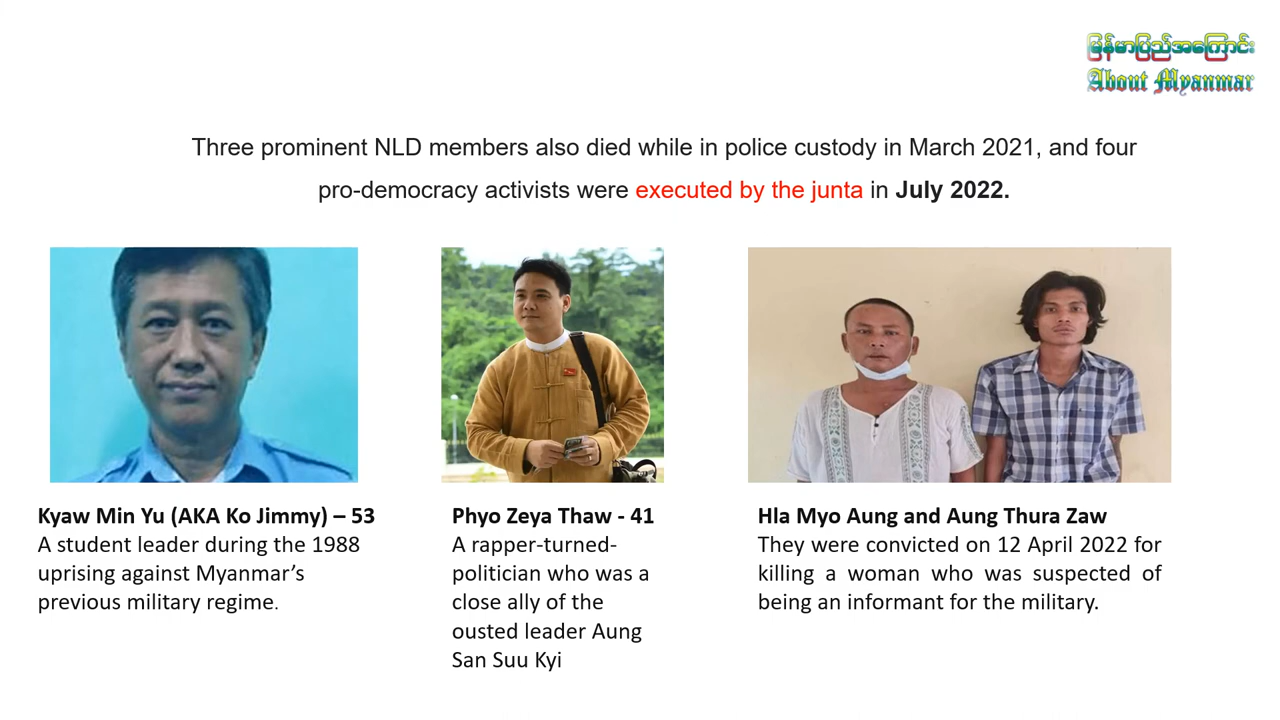 မြန်မာပြည်အကြောင်း
About Myanmar
Three prominent NLD members also died while in police custody in March 2021, and four
pro-democracy activists were executed by the junta in July 2022.
Kyaw Min Yu (AKA Ko Jimmy) – 53
A student leader during the 1988
uprising against Myanmar’s
previous military regime.
Phyo Zeya Thaw - 41
A rapper-turned-
politician who was a
close ally of the
ousted leader Aung
San Suu Kyi
Hla Myo Aung and Aung Thura Zaw
They were convicted on 12 April 2022 for
killing a woman who was suspected of
being an informant for the military.